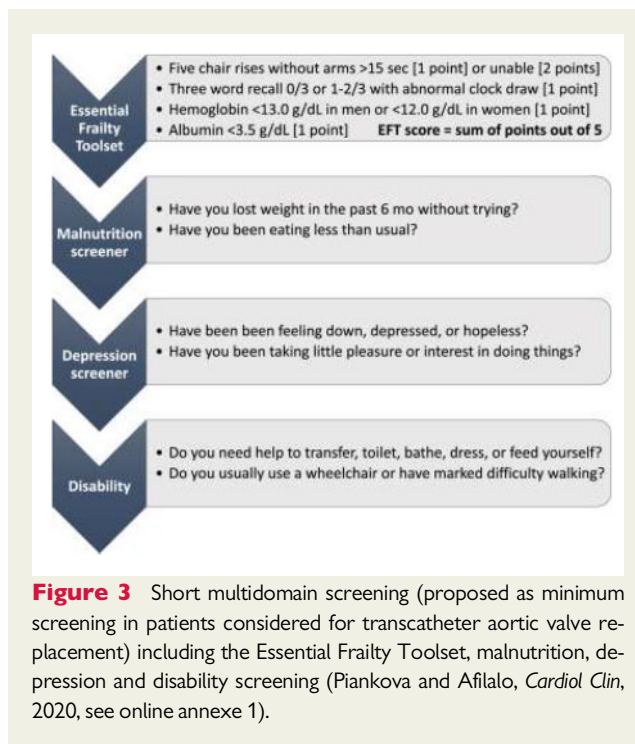 Essential
Frailty
Toolset
• Five chair rises without arms >15 sec [1 point] or unable [2 points]
• Three word recall 0/3 or 1-2/3 with abnormal clock draw [1 point]
• Hemoglobin <13.0 g/dL in men or <12.0 g/dL in women [1 point]
• Albumin <3.5 g/dL [1 point] EFT score = sum of points out of 5
Malnutrition
screener
• Have you lost weight in the past 6 mo without trying?
• Have you been eating less than usual?
Depression
screener
• Have been been feeling down, depressed, or hopeless?
• Have you been taking little pleasure or interest in doing things?
Disability
• Do you need help to transfer, toilet, bathe, dress, or feed yourself?
• Do you usually use a wheelchair or have marked difficulty walking?
Figure 3 Short multidomain screening (proposed as minimum
screening in patients considered for transcatheter aortic valve re-
placement) including the Essential Frailty Toolset, malnutrition, de-
pression and disability screening (Piankova and Afilalo, Cardiol Clin,
2020, see online annexe 1).